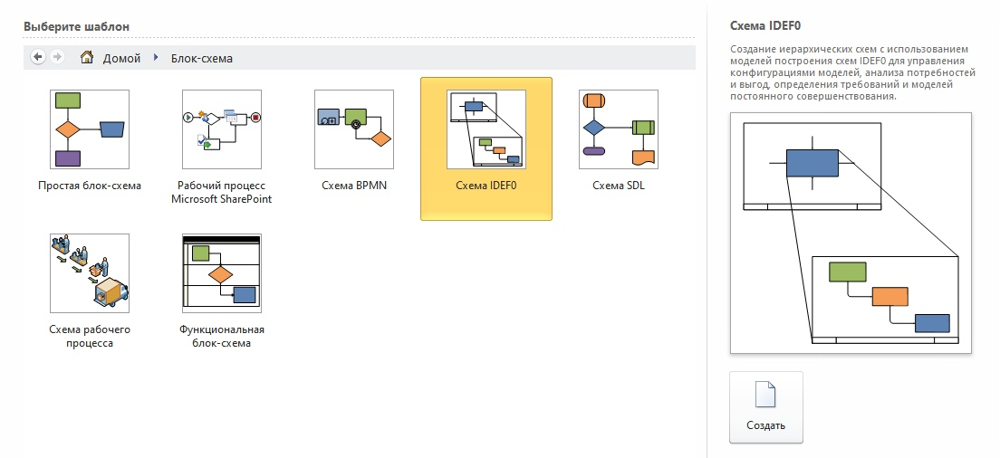 Выберите шаблон
Домой
Блок-схема
Простая блок-схема
Рабочий процесс
Microsoft SharePoint
Схема BPMN
Схема IDEF0
Схема SDL
Схема рабочего
процесса
Функциональная
блок-схема
Схема IDEF0
Создание иерархических схем с использованием
моделей построения схем IDEF0 для управления
конфигурациями моделей, анализа потребностей
и выгод, определения требований и моделей
постоянного совершенствования.
Создать